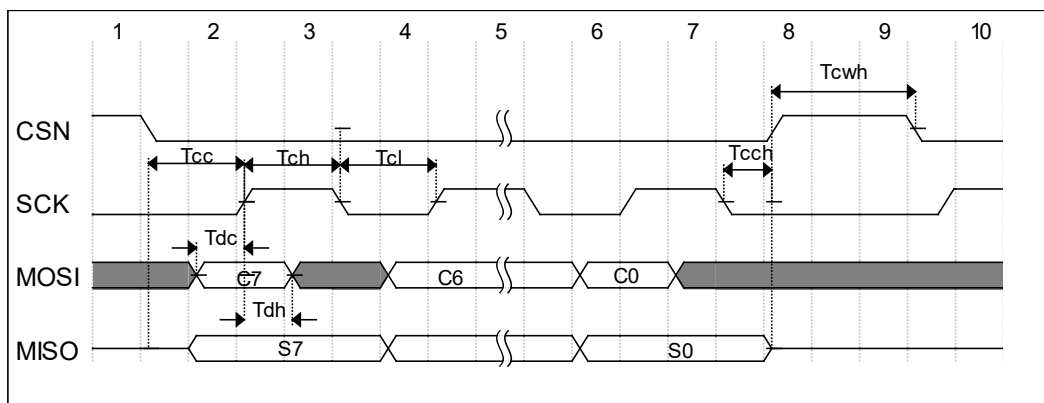 1 2 3 4 5 6 7 8 9 10
Tcwh
CSN
Tcc Tch Tcl Tcch
SCK
Tdc
MOSI C7 C6 C0
Tdh
MISO S7 S0